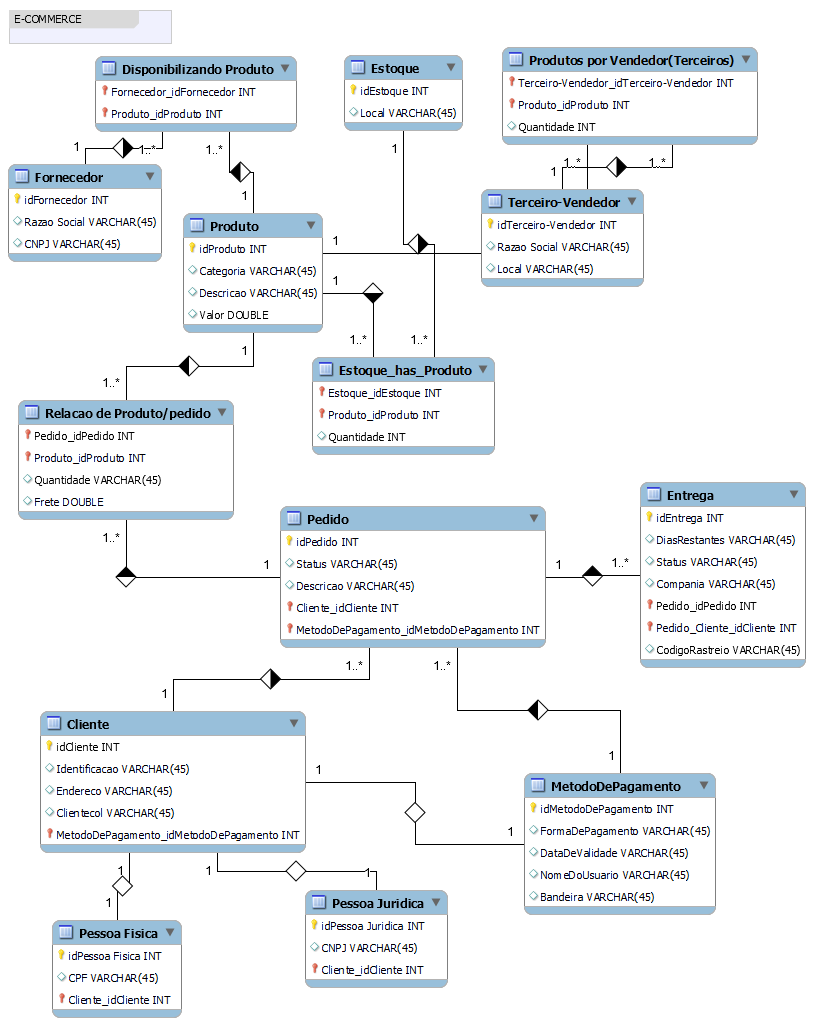 E-COMMERCE
Disponibilizando Produto
Fornecedor_idFornecedor INT
Produto_idProduto INT
Estoque
idEstoque INT
Local VARCHAR(45)
Produtos por Vendedor(Terceiros)
Terceiro-Vendedor_idTerceiro-Vendedor INT
Produto_idProduto INT
Quantidade INT
1
1..*
1..*
1
1
1
1..*
1..*
Fornecedor
idFornecedor INT
Razao Social VARCHAR(45)
CNPJ VARCHAR(45)
Produto
idProduto INT
Categoria VARCHAR(45)
Descricao VARCHAR(45)
Valor DOUBLE
Terceiro-Vendedor
idTerceiro-Vendedor INT
Razao Social VARCHAR(45)
Local VARCHAR(45)
1
1
1
1..*
1..*
1..*
Estoque_has_Produto
Estoque_idEstoque INT
Produto_idProduto INT
Quantidade INT
Relacao de Produto/pedido
Pedido_idPedido INT
Produto_idProduto INT
Quantidade VARCHAR(45)
Frete DOUBLE
1..*
1
Pedido
idPedido INT
Status VARCHAR(45)
Descricao VARCHAR(45)
Cliente_idCliente INT
MetodoDePagamento_idMetodoDePagamento INT
1
1..*
Entrega
idEntrega INT
DiasRestantes VARCHAR(45)
Status VARCHAR(45)
Compania VARCHAR(45)
Pedido_idPedido INT
Pedido_Cliente_idCliente INT
CodigoRastreio VARCHAR(45)
1..*
1..*
1
1
Cliente
idCliente INT
Identificacao VARCHAR(45)
Endereco VARCHAR(45)
Clientecol VARCHAR(45)
MetodoDePagamento_idMetodoDePagamento INT
1
1
MetodoDePagamento
idMetodoDePagamento INT
FormaDePagamento VARCHAR(45)
DataDeValidade VARCHAR(45)
NomeDoUsuario VARCHAR(45)
Bandeira VARCHAR(45)
1
1
1
1
Pessoa Fisica
idPessoa Fisica INT
CPF VARCHAR(45)
Cliente_idCliente INT
Pessoa Juridica
idPessoa Juridica INT
CNPJ VARCHAR(45)
Cliente_idCliente INT